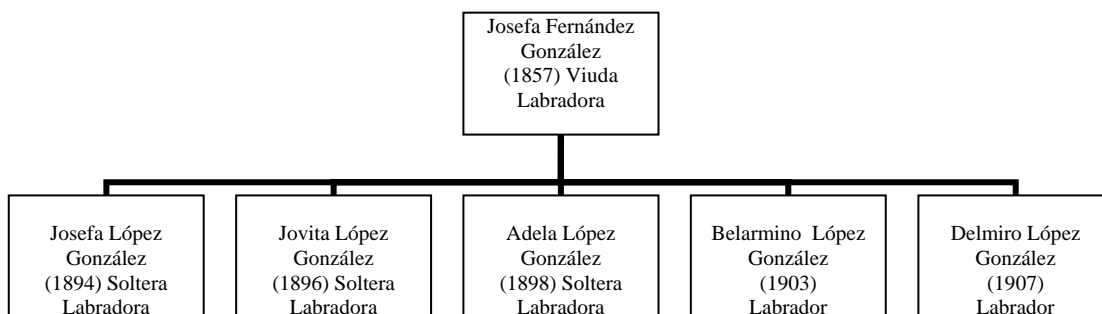 Josefa Fernández
González
(1857) Viuda
Labradora
Josefa López
González
(1894) Soltera
Labradora
Jovita López
González
(1896) Soltera
Labradora
Adela López
González
(1898) Soltera
Labradora
Belarmino López
González
(1903)
Labrador
Delmiro López
González
(1907)
Labrador